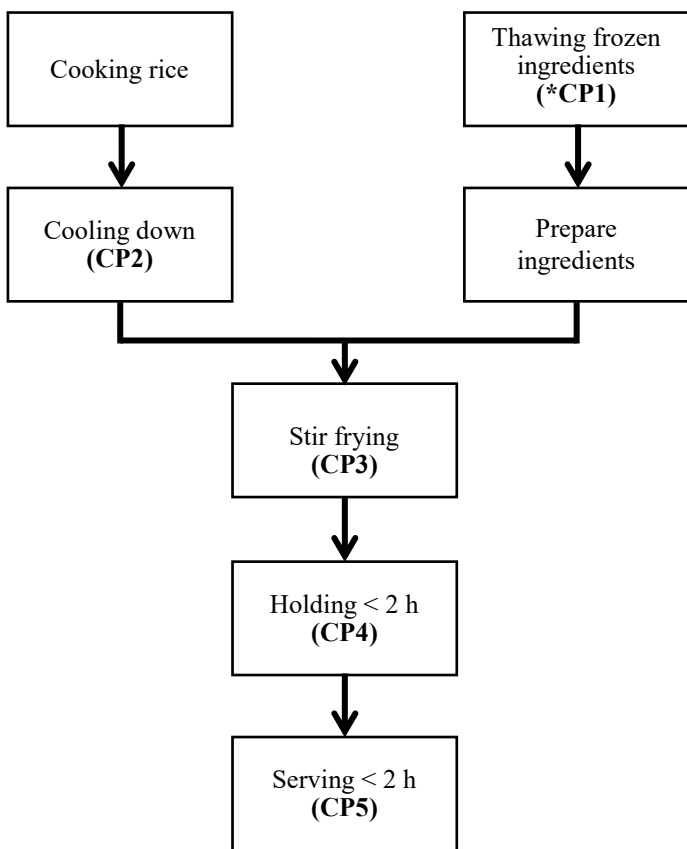 Cooking rice
Thawing frozen
ingredients
(*CP1)
Cooling down
(CP2)
Prepare
ingredients
Stir frying
(CP3)
Holding < 2 h
(CP4)
Serving < 2 h
(CP5)